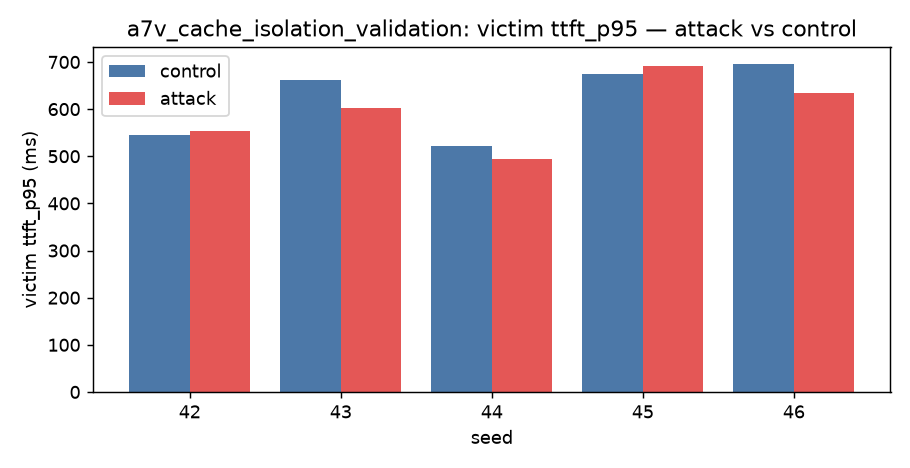 a7v_cache_isolation_validation: victim ttft_p95 — attack vs control
control
attack
victim ttft_p95 (ms)
700
600
500
400
300
200
100
0
42 43 44 45 46
seed